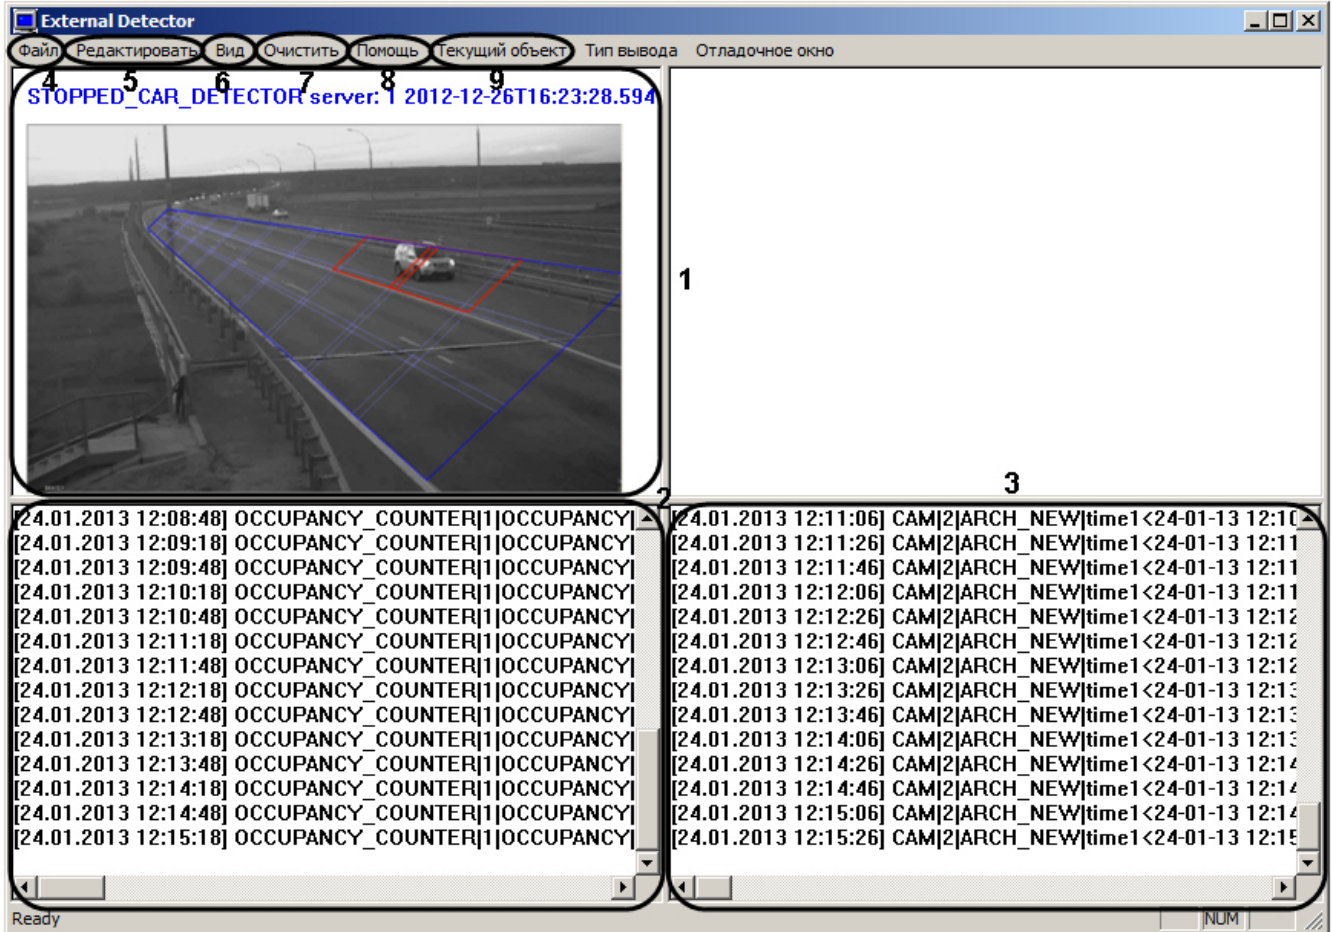 External Detector
Файл Редактировать Вид Очистить Помощь Текущий объект Тип вывода Отладочное окно
4 5 6 7 8 9
STOPPED_CAR_DETECTOR server: 1 2012-12-26T16:23:28.594
1
3
2
[24.01.2013 12:08:48] OCCUPANCY_COUNTER|1|OCCUPANCY|
[24.01.2013 12:09:18] OCCUPANCY_COUNTER|1|OCCUPANCY|
[24.01.2013 12:09:48] OCCUPANCY_COUNTER|1|OCCUPANCY|
[24.01.2013 12:10:18] OCCUPANCY_COUNTER|1|OCCUPANCY|
[24.01.2013 12:10:48] OCCUPANCY_COUNTER|1|OCCUPANCY|
[24.01.2013 12:11:18] OCCUPANCY_COUNTER|1|OCCUPANCY|
[24.01.2013 12:11:48] OCCUPANCY_COUNTER|1|OCCUPANCY|
[24.01.2013 12:12:18] OCCUPANCY_COUNTER|1|OCCUPANCY|
[24.01.2013 12:12:48] OCCUPANCY_COUNTER|1|OCCUPANCY|
[24.01.2013 12:13:18] OCCUPANCY_COUNTER|1|OCCUPANCY|
[24.01.2013 12:13:48] OCCUPANCY_COUNTER|1|OCCUPANCY|
[24.01.2013 12:14:18] OCCUPANCY_COUNTER|1|OCCUPANCY|
[24.01.2013 12:14:48] OCCUPANCY_COUNTER|1|OCCUPANCY|
[24.01.2013 12:15:18] OCCUPANCY_COUNTER|1|OCCUPANCY|
[24.01.2013 12:11:06] CAM|2|ARCH_NEW|time1<24-01-13 12:10
[24.01.2013 12:11:26] CAM|2|ARCH_NEW|time1<24-01-13 12:11
[24.01.2013 12:11:46] CAM|2|ARCH_NEW|time1<24-01-13 12:11
[24.01.2013 12:12:06] CAM|2|ARCH_NEW|time1<24-01-13 12:11
[24.01.2013 12:12:26] CAM|2|ARCH_NEW|time1<24-01-13 12:12
[24.01.2013 12:12:46] CAM|2|ARCH_NEW|time1<24-01-13 12:12
[24.01.2013 12:13:06] CAM|2|ARCH_NEW|time1<24-01-13 12:12
[24.01.2013 12:13:26] CAM|2|ARCH_NEW|time1<24-01-13 12:13
[24.01.2013 12:13:46] CAM|2|ARCH_NEW|time1<24-01-13 12:13
[24.01.2013 12:14:06] CAM|2|ARCH_NEW|time1<24-01-13 12:13
[24.01.2013 12:14:26] CAM|2|ARCH_NEW|time1<24-01-13 12:14
[24.01.2013 12:14:46] CAM|2|ARCH_NEW|time1<24-01-13 12:14
[24.01.2013 12:15:06] CAM|2|ARCH_NEW|time1<24-01-13 12:14
[24.01.2013 12:15:26] CAM|2|ARCH_NEW|time1<24-01-13 12:15
Ready
NUM